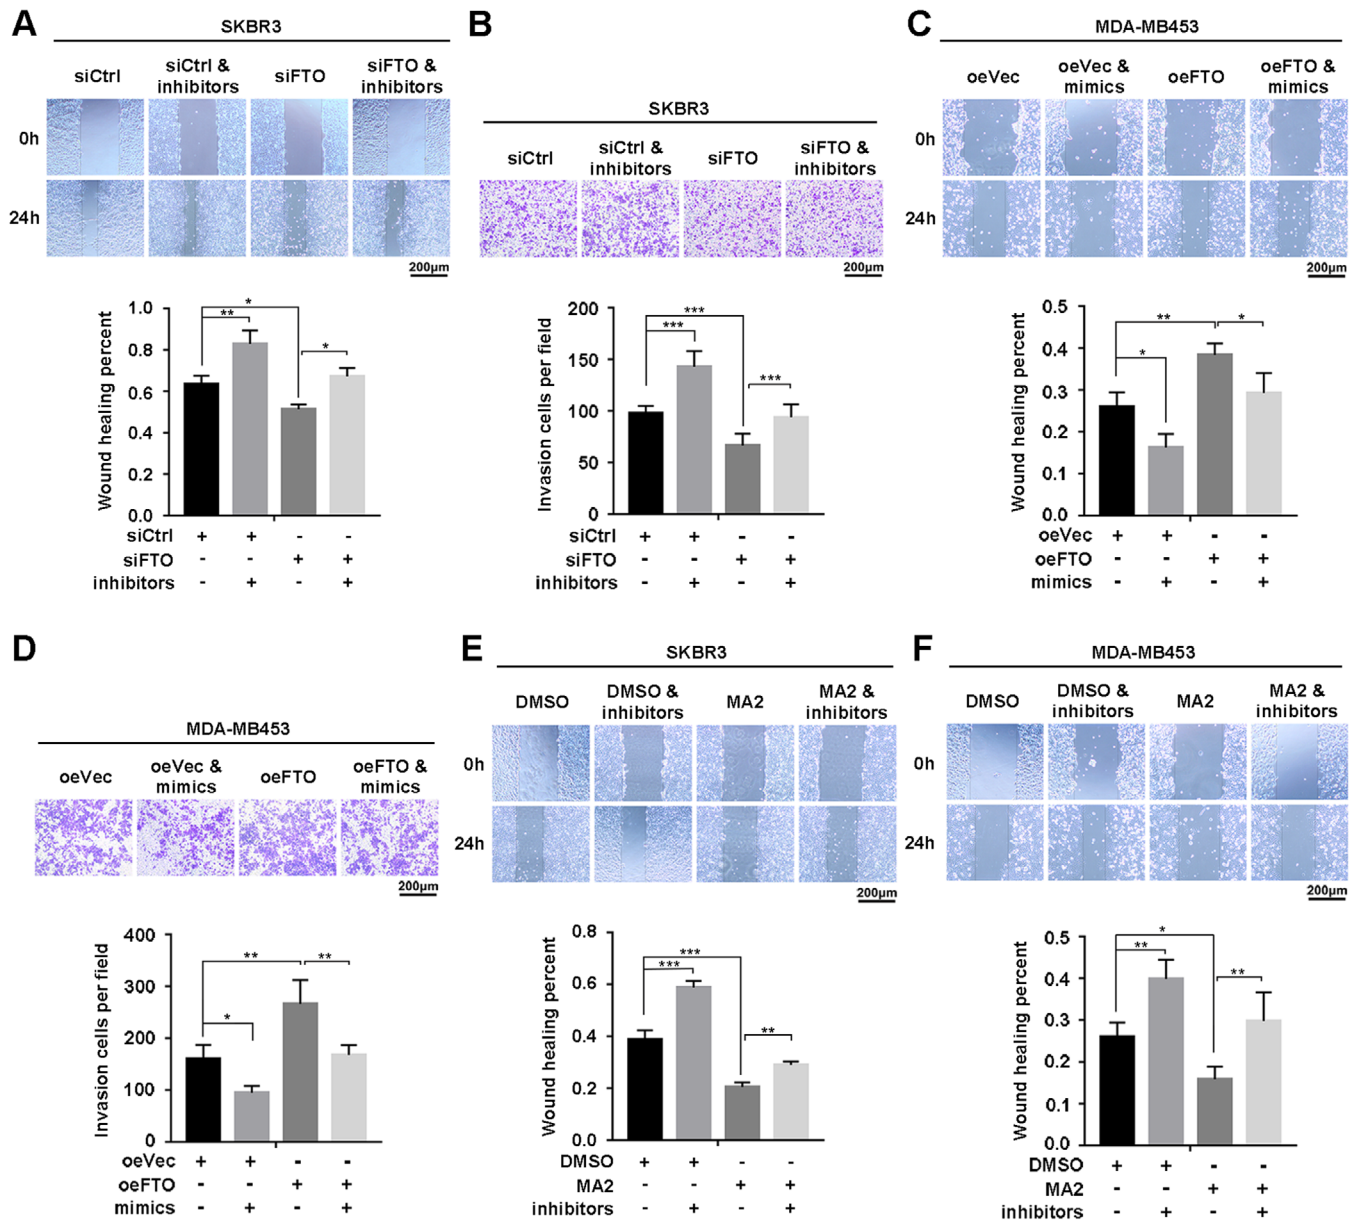 A
SKBR3
siCtrl
siCtrl &
inhibitors
siFTO
siFTO &
inhibitors
0h
24h
200μm
Wound healing percent
1.0
0.8
0.6
0.4
0.2
0.0
*
**
*
siCtrl + + - -
siFTO - - + +
inhibitors - + - +
B
SKBR3
siCtrl
siCtrl &
inhibitors
siFTO
siFTO &
inhibitors
200μm
Invasion cells per field
200
150
100
50
0
***
***
***
siCtrl + + - -
siFTO - - + +
inhibitors - + - +
C
MDA-MB453
oeVec
oeVec &
mimics
oeFTO
oeFTO &
mimics
0h
24h
200μm
Wound healing percent
0.5
0.4
0.3
0.2
0.1
0.0
**
*
*
oeVec + + - -
oeFTO - - + +
mimics - + - +
D
MDA-MB453
oeVec
oeVec &
mimics
oeFTO
oeFTO &
mimics
200μm
Invasion cells per field
400
300
200
100
0
**
**
*
oeVec + + - -
oeFTO - - + +
mimics - + - +
E
SKBR3
DMSO
DMSO &
inhibitors
MA2
MA2 &
inhibitors
0h
24h
200μm
Wound healing percent
0.8
0.6
0.4
0.2
0.0
***
***
**
DMSO + + - -
MA2 - - + +
inhibitors - + - +
F
MDA-MB453
DMSO
DMSO &
inhibitors
MA2
MA2 &
inhibitors
0h
24h
200μm
Wound healing percent
0.5
0.4
0.3
0.2
0.1
0.0
*
**
**
DMSO + + - -
MA2 - - + +
inhibitors - + - +